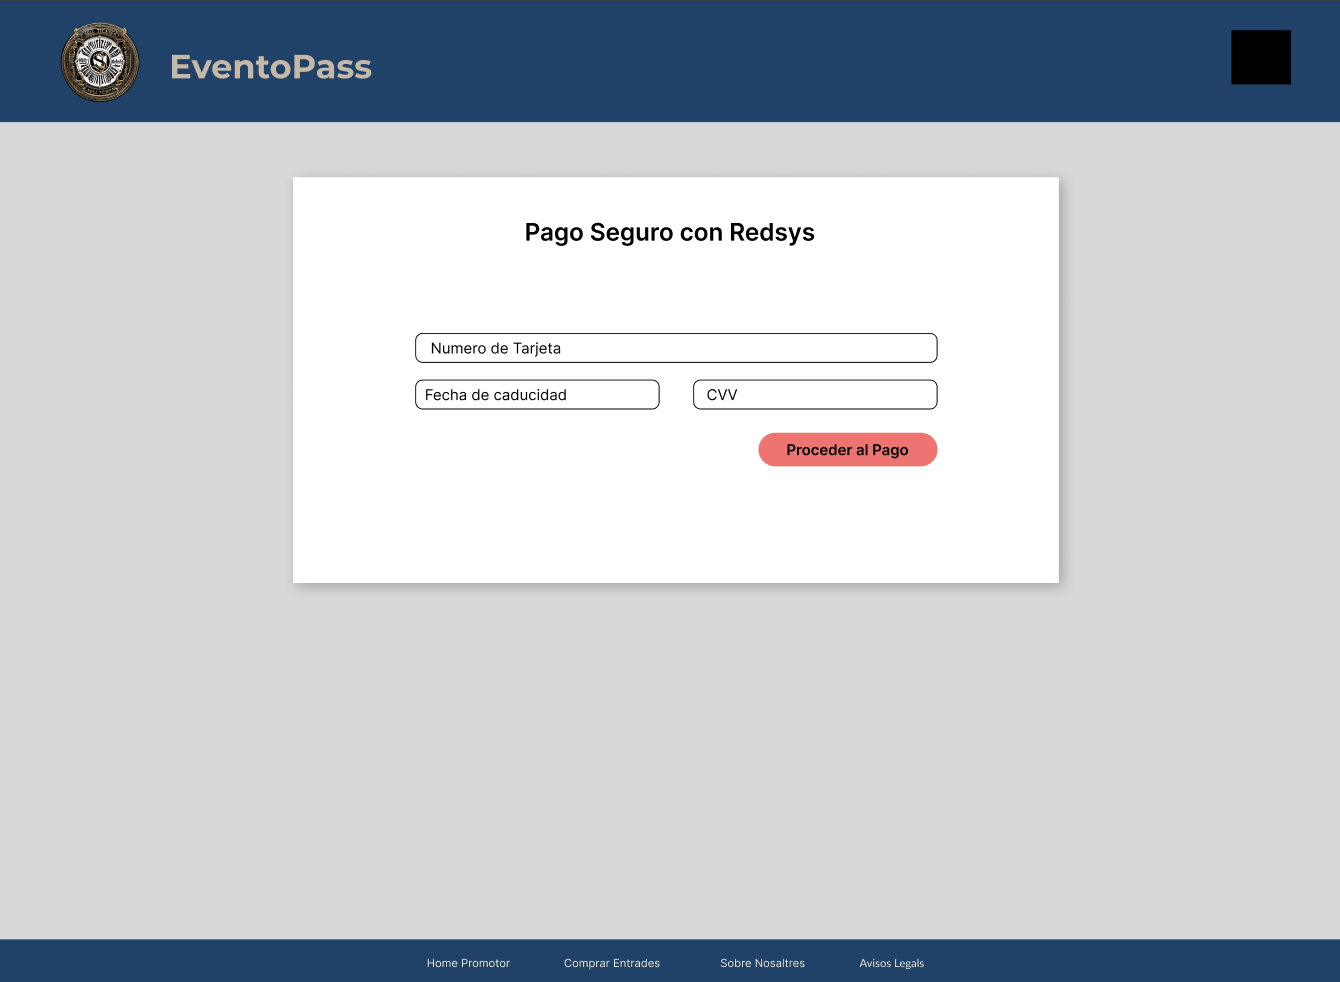 EventoPass
Pago Seguro con Redsys
Numero de Tarjeta
Fecha de caducidad CVV
Proceder al Pago
Home Promotor Comprar Entrades Sobre Nosaltres Avisos Legals